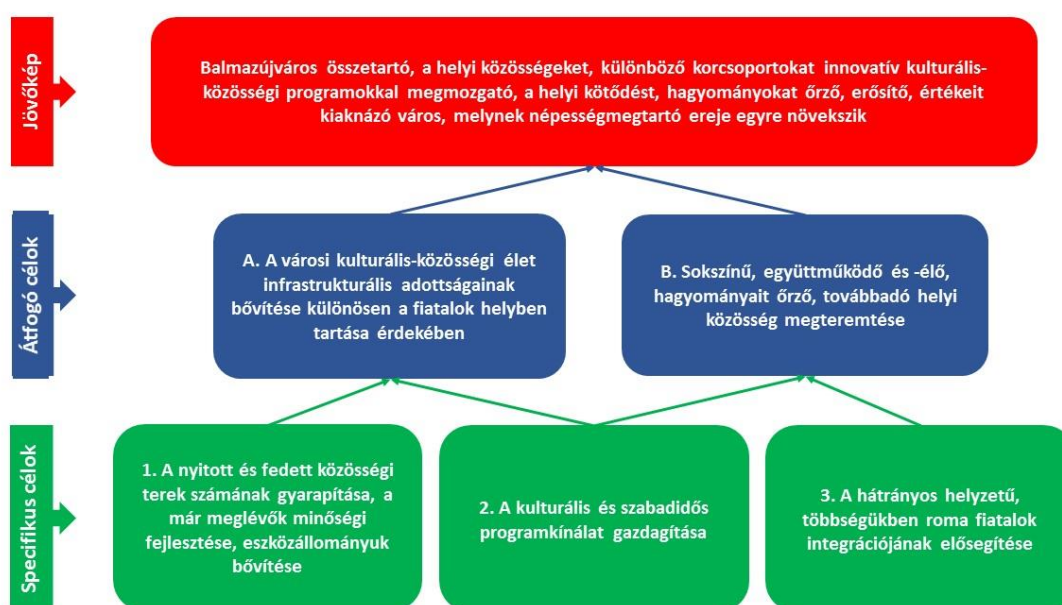 Jövőkép
Balmazújváros összetartó, a helyi közösségeket, különböző korcsoportokat innovatív kulturális-
közösségi programokkal megmozgató, a helyi kötődést, hagyományokat őrző, erősítő, értékeit
kiaknázó város, melynek népességmegtartó ereje egyre növekszik
Átfogó célok
A. A városi kulturális-közösségi élet
infrastrukturális adottságainak
bővítése különösen a fiatalok helyben
tartása érdekében
B. Sokszínű, együttműködő és -élő,
hagyományait őrző, továbbadó helyi
közösség megteremtése
Specifikus célok
1. A nyitott és fedett közösségi
terek számának gyarapítása, a
már meglévők minőségi
fejlesztése, eszközállományuk
bővítése
2. A kulturális és szabadidős
programkínálat gazdagítása
3. A hátrányos helyzetű,
többségükben roma fiatalok
integrációjának elősegítése